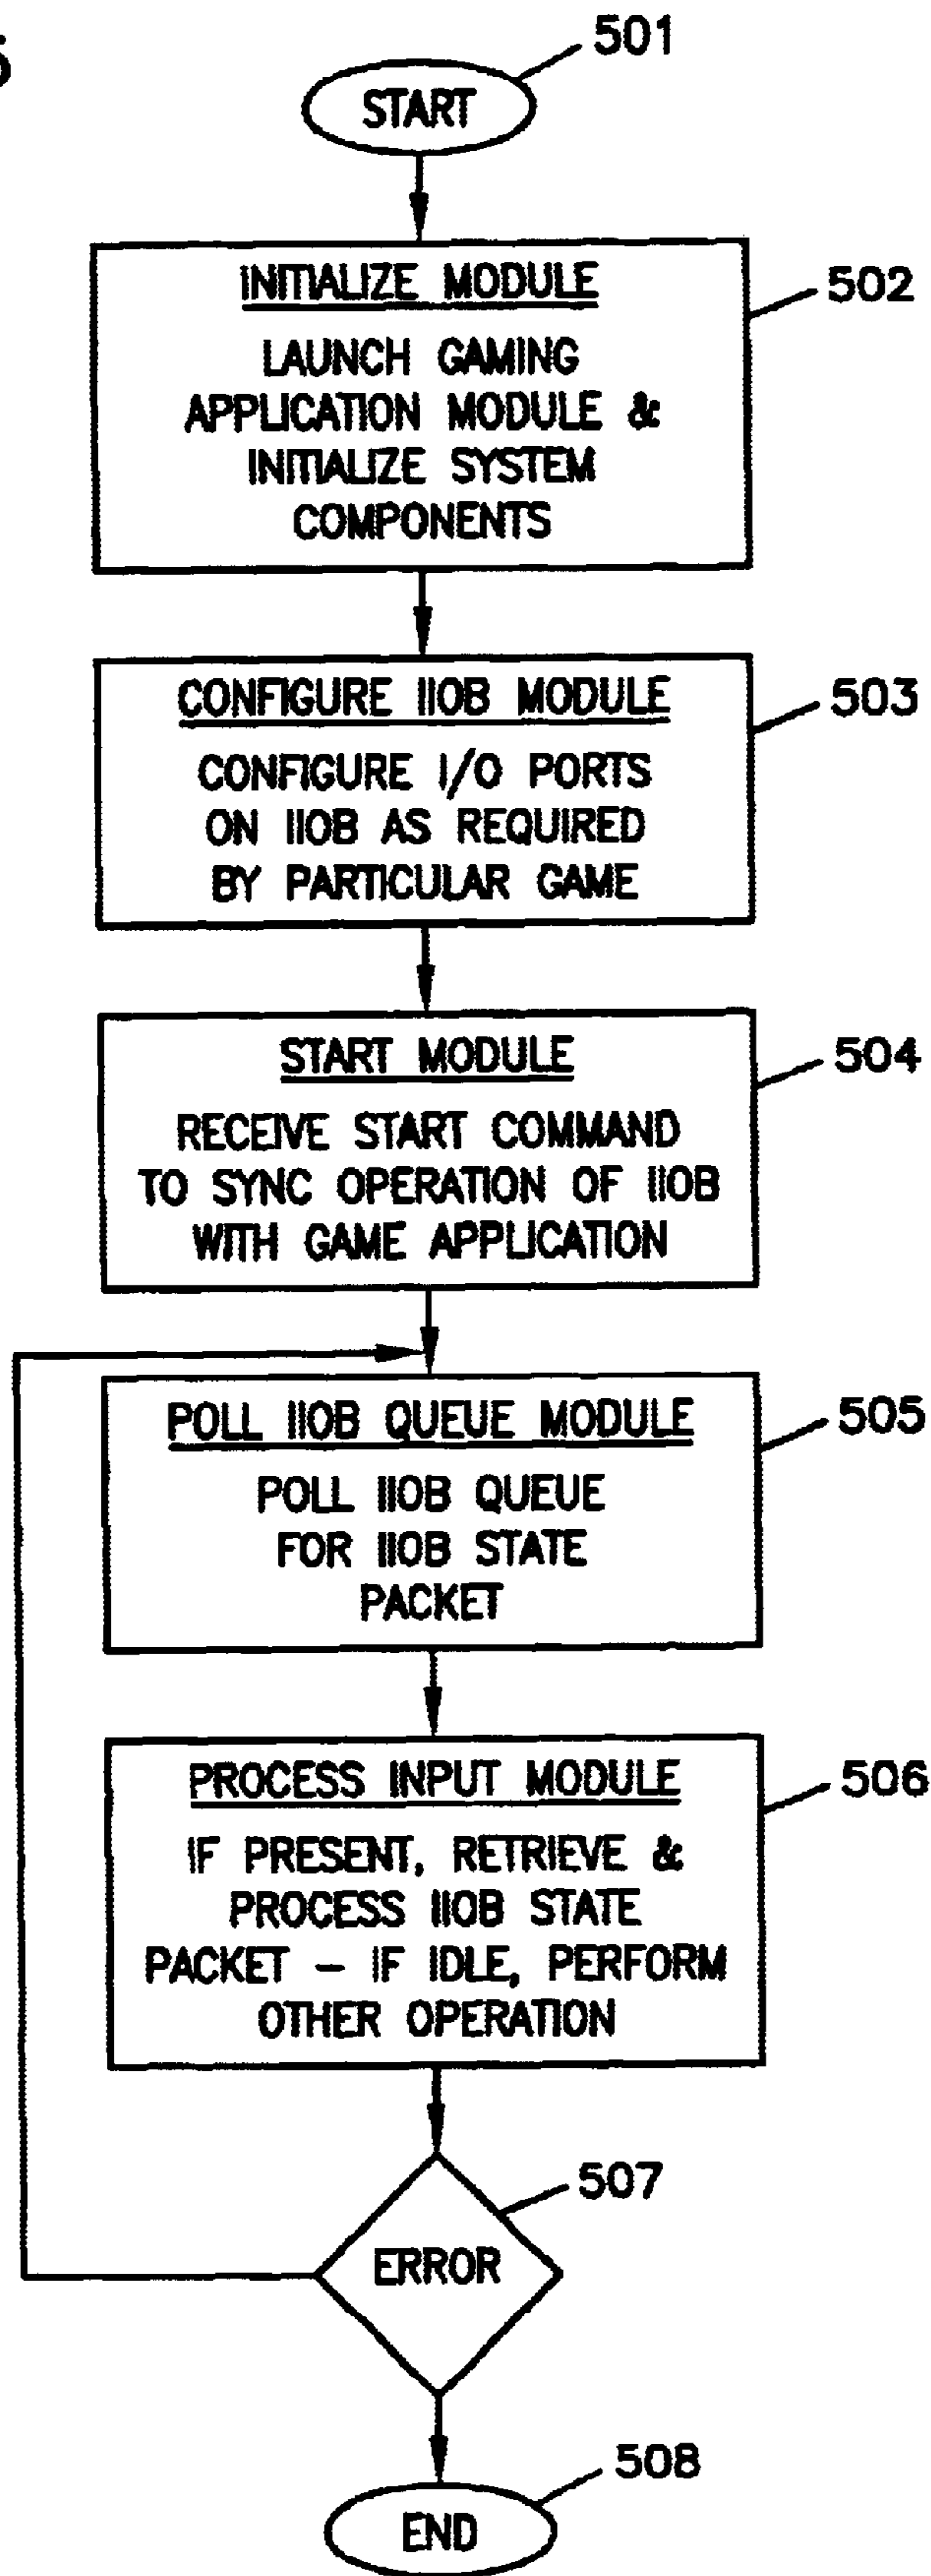 5
START
501
INITIALIZE MODULE
502
LAUNCH GAMING
APPLICATION MODULE &
INITIALIZE SYSTEM
COMPONENTS
CONFIGURE IIOB MODULE
503
CONFIGURE I/O PORTS
ON IIOB AS REQUIRED
BY PARTICULAR GAME
START MODULE
504
RECEIVE START COMMAND
TO SYNC OPERATION OF IIOB
WITH GAME APPLICATION
POLL IIOB QUEUE MODULE
505
POLL IIOB QUEUE
FOR IIOB STATE
PACKET
PROCESS INPUT MODULE
506
IF PRESENT, RETRIEVE &
PROCESS IIOB STATE
PACKET – IF IDLE, PERFORM
OTHER OPERATION
507
ERROR
508
END